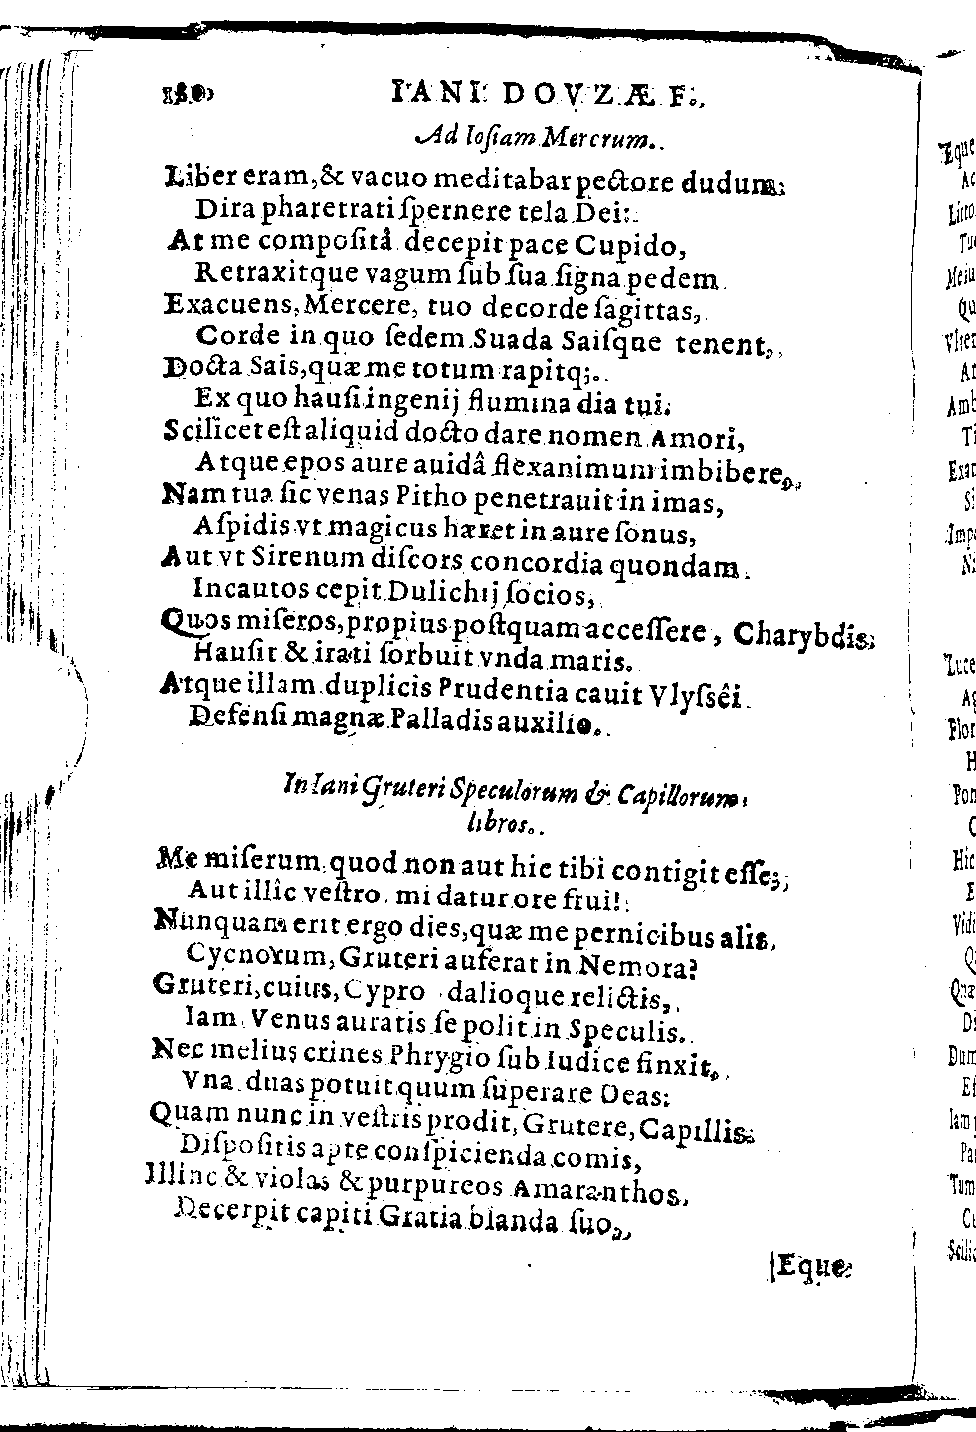 180 IANI DOVZÆ F.
Ad Iosiam Mercrum.
Liber eram, & vacuo meditabar pectore dudum;
Dira pharetrati spernere tela Dei:
At me compositâ decepit pace Cupido,
Retraxitque vagum sub sua signa pedem
Exacuens, Mercere, tuo de corde sagittas,
Corde in quo sedem Suada Saisque tenent,
Docta Sais, quæ me totum rapitq;
Ex quo hausi ingenij flumina dia tui;
Scilicet est aliquid docto dare nomen Amori,
Atque epos aure auidâ flexanimum imbibere,
Nam tua sic venas Pitho penetrauit in imas,
Aspidis vt magicus hæret in aure sonus,
Aut vt Sirenum discors concordia quondam
Incautos cepit Dulichij socios,
Quos miseros, propius postquam accessere, Charybdis;
Hausit & irati sorbuit vnda maris.
Atque illam duplicis Prudentia cauit Vlyssêi
Defensi magnæ Palladis auxilio.
In Iani Gruteri Speculorum & Capillorum
libros.
Me miserum quod non aut hic tibi contigit esse;
Aut illîc vestro mi datur ore frui!
Nunquam erit ergo dies, quæ me pernicibus alis,
Cycnorum, Gruteri auferat in Nemora?
Gruteri, cuius, Cypro dalioque relictis,
Iam Venus auratis se polit in Speculis.
Nec melius crines Phrygio sub Iudice finxit,
Vna duas potuit quum superare Deas:
Quam nunc in vestris prodit, Grutere, Capillis;
Dispositis apte conspicienda comis,
Illinc & violas & purpureos Amaranthos,
Decerpit capiti Gratia blanda suo,
Eque
Eque